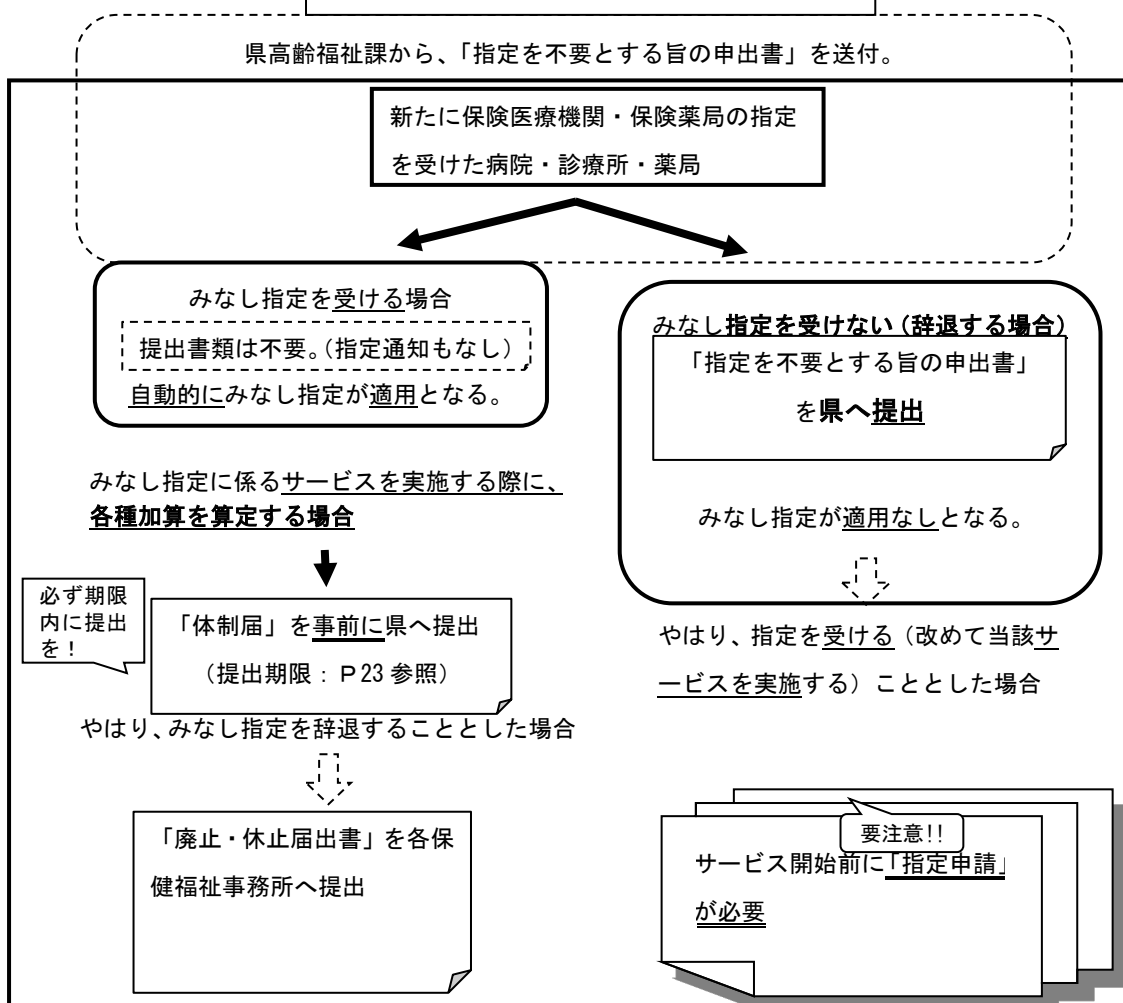 県高齢福祉課から、「指定を不要とする旨の申出書」を送付。
新たに保険医療機関・保険薬局の指定
を受けた病院・診療所・薬局
みなし指定を受ける場合
提出書類は不要。（指定通知もなし）
自動的にみなし指定が適用となる。
みなし指定に係るサービスを実施する際に、
各種加算を算定する場合
必ず期限
内に提出
を！
「体制届」を事前に県へ提出
（提出期限：Ｐ23 参照）
やはり、みなし指定を辞退することとした場合
「廃止・休止届出書」を各保
健福祉事務所へ提出
みなし指定を受けない（辞退する場合）
「指定を不要とする旨の申出書」
を県へ提出
みなし指定が適用なしとなる。
やはり、指定を受ける（改めて当該サ
ービスを実施する）こととした場合
要注意!!
サービス開始前に「指定申請」
が必要